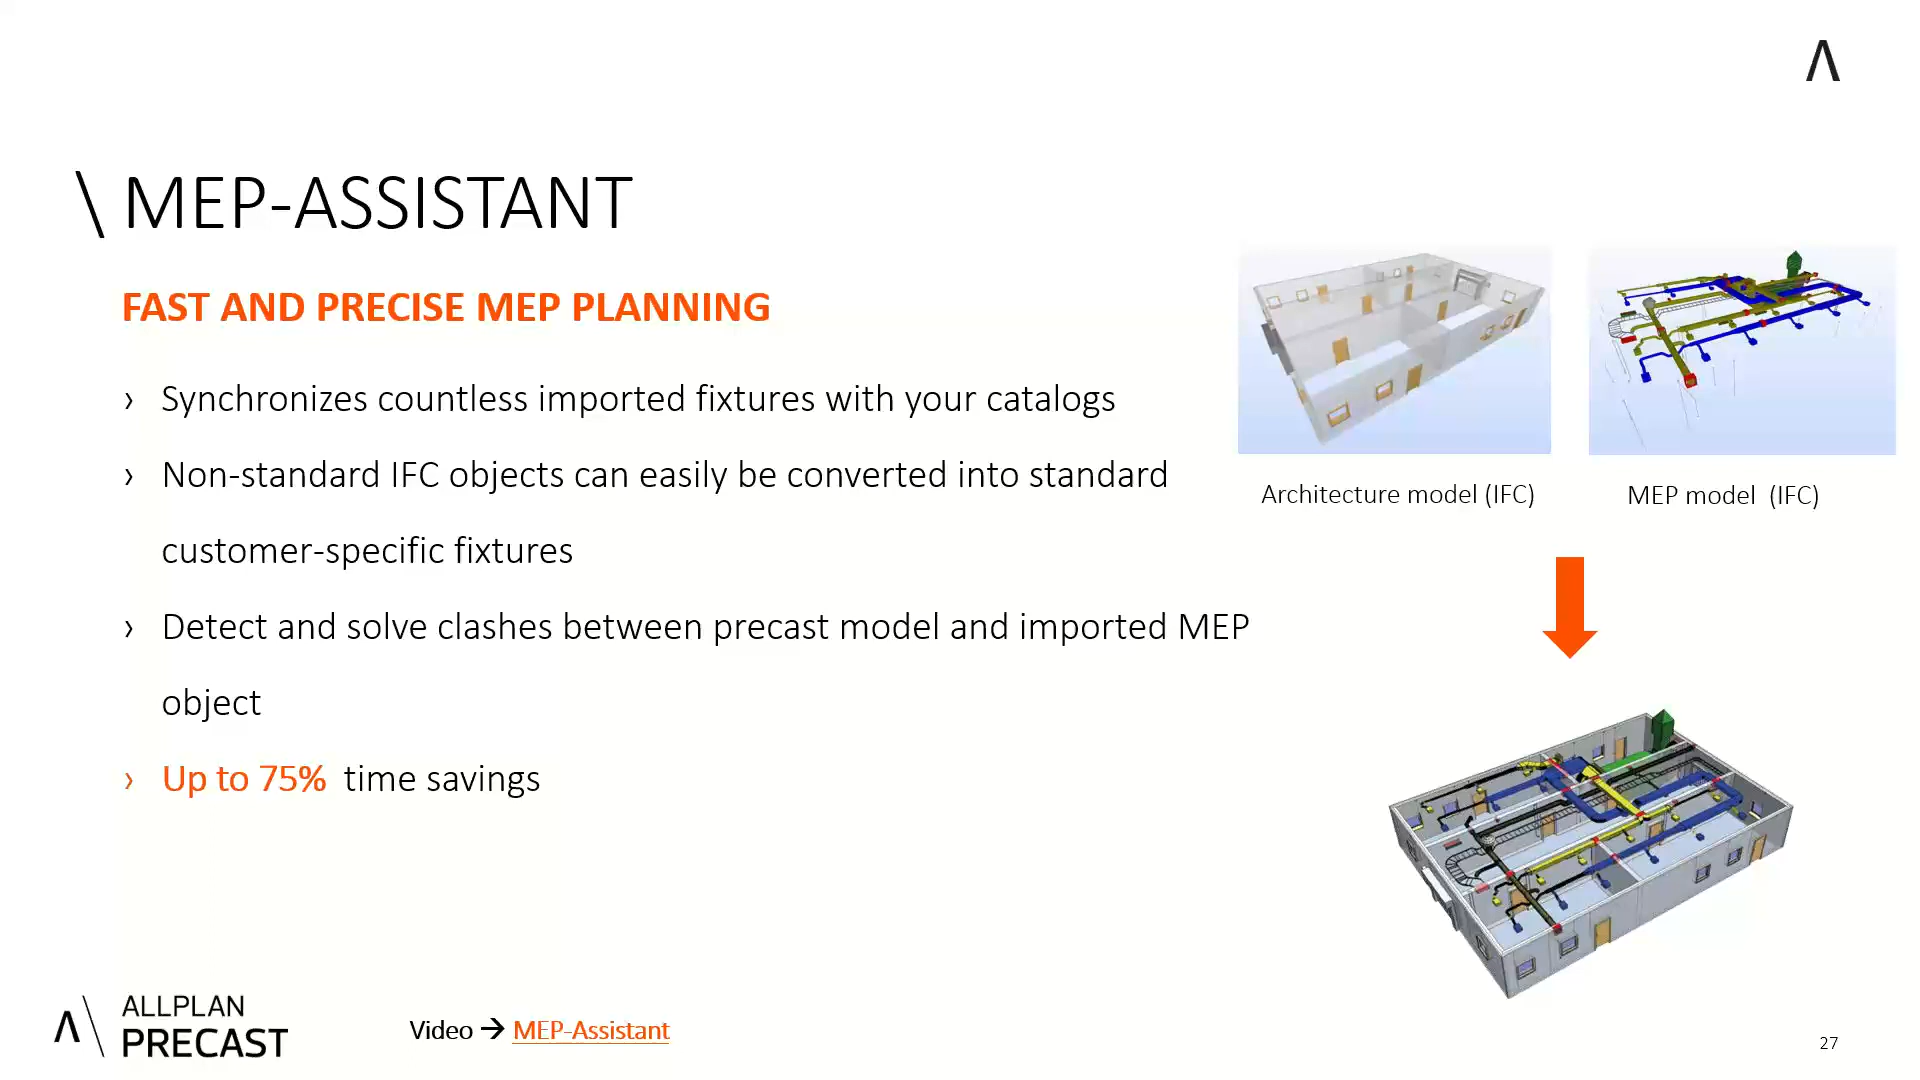 \ MEP-ASSISTANT
FAST AND PRECISE MEP PLANNING
› Synchronizes countless imported fixtures with your catalogs
› Non-standard IFC objects can easily be converted into standard
customer-specific fixtures
› Detect and solve clashes between precast model and imported MEP
object
› Up to 75% time savings
Architecture model (IFC)
MEP model (IFC)
ALLPLAN
PRECAST
Video → MEP-Assistant
27